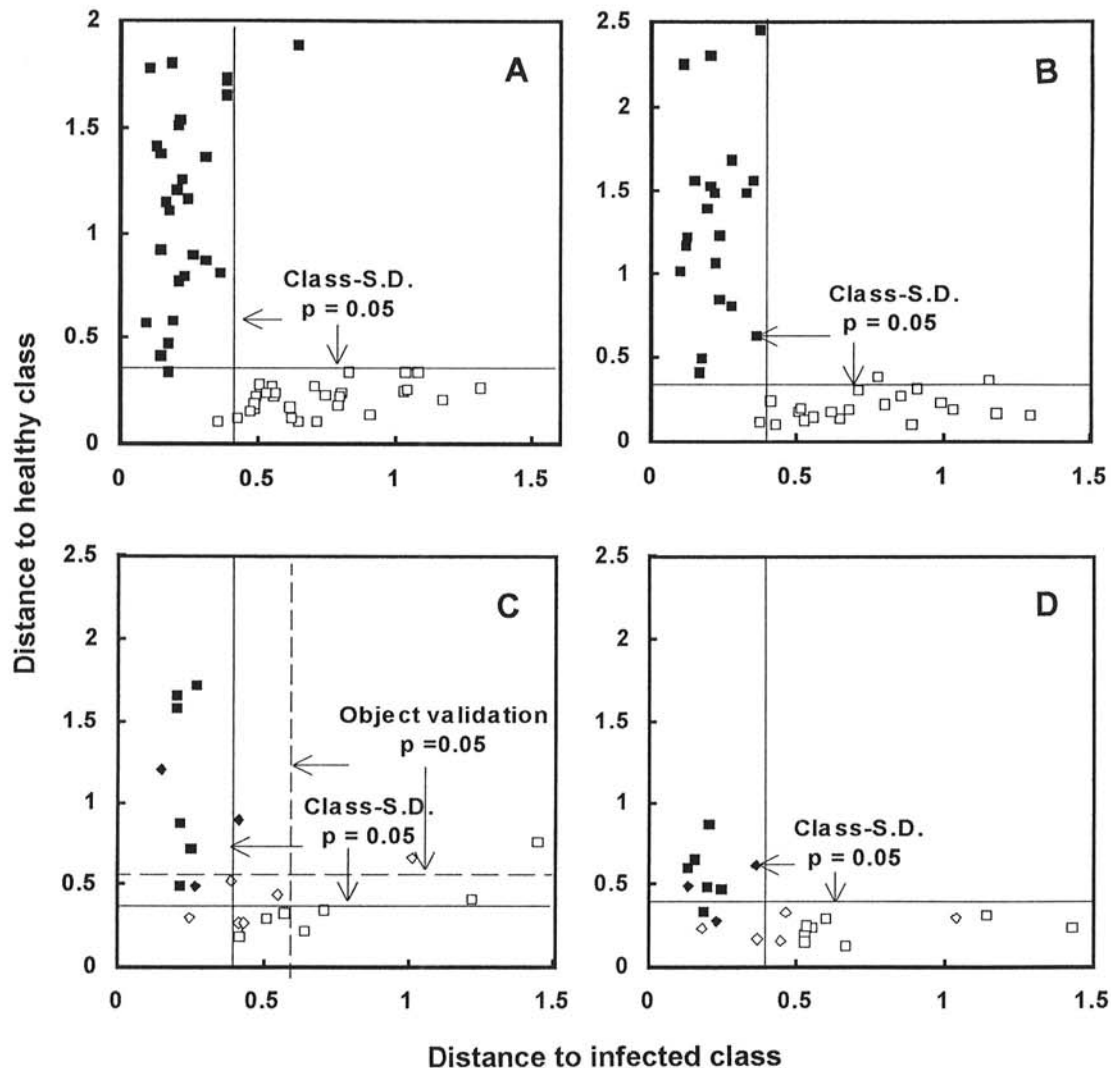 2
1.5
1
0.5
0
A
Class-S.D.
p = 0.05
0
0.5
1
1.5
2.5
2
1.5
1
0.5
0
B
Class-S.D.
p = 0.05
0
0.5
1
1.5
Distance to healthy class
2.5
2
1.5
1
0.5
0
C
Object validation
p =0.05
Class-S.D.
p = 0.05
0
0.5
1
1.5
2.5
2
1.5
1
0.5
0
D
Class-S.D.
p = 0.05
0
0.5
1
1.5
Distance to infected class